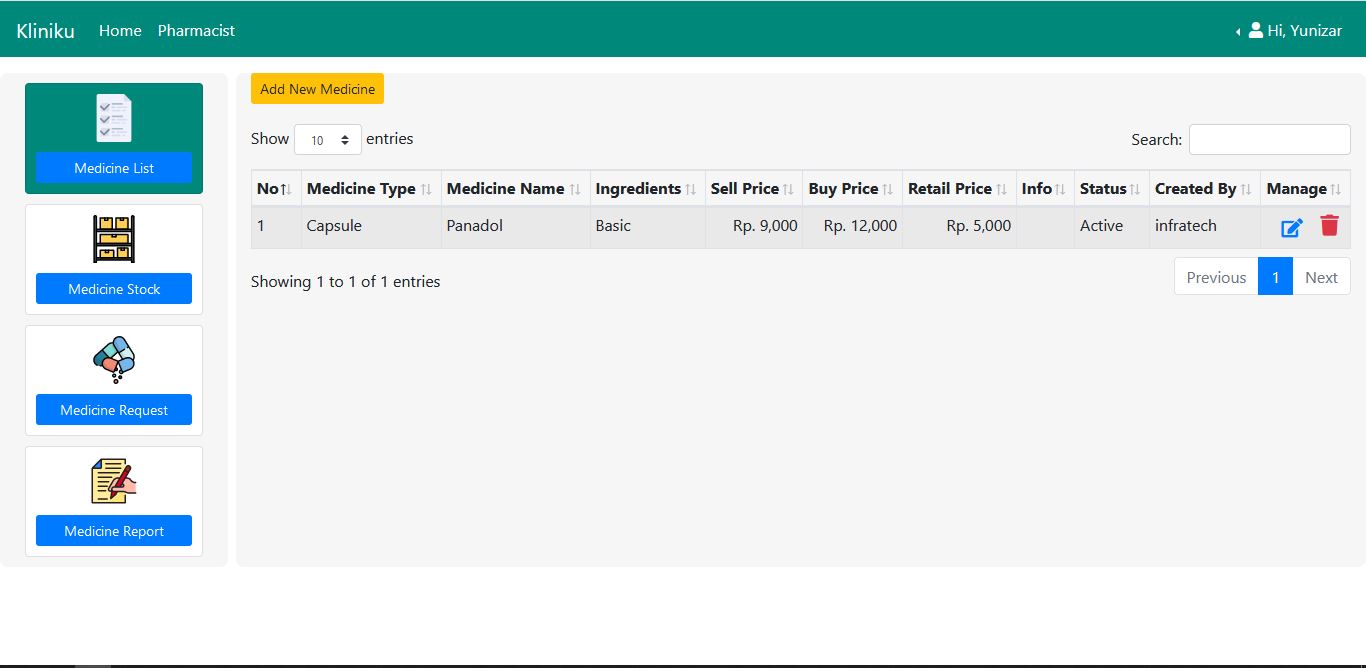 Kliniku Home Pharmacist Hi, Yunizar
Medicine List
Medicine Stock
Medicine Request
Medicine Report
Add New Medicine
Show 10 entries Search:
No Medicine Type Medicine Name Ingredients Sell Price Buy Price Retail Price Info Status Created By Manage
1 Capsule Panadol Basic Rp. 9,000 Rp. 12,000 Rp. 5,000 Active infratech
Showing 1 to 1 of 1 entries Previous 1 Next